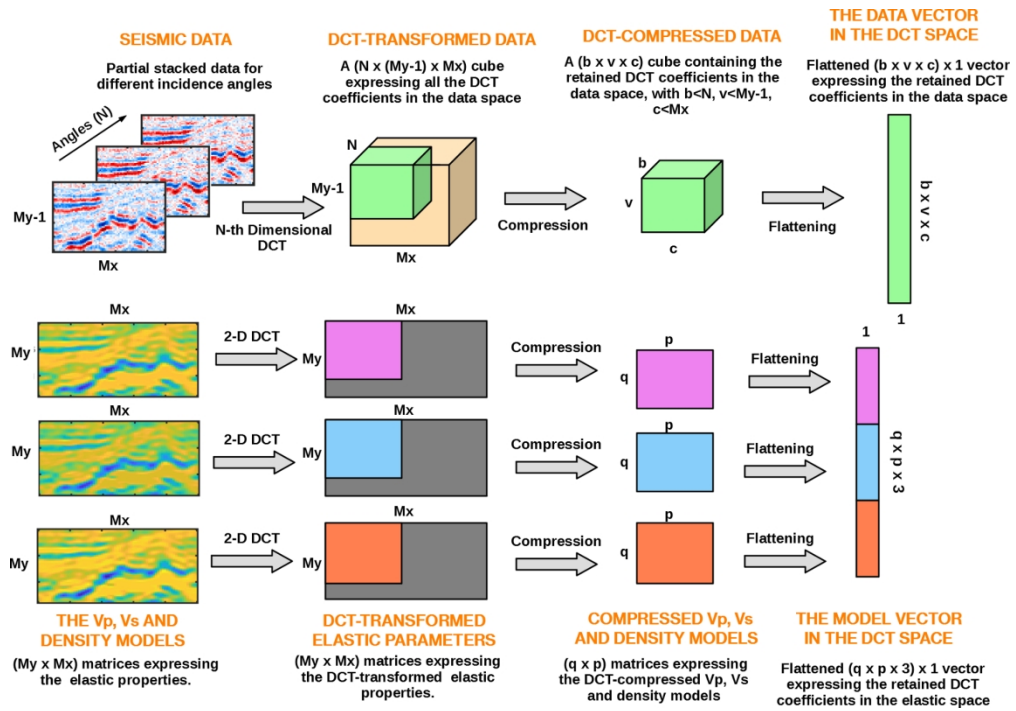 SEISMIC DATA
Partial stacked data for
different incidence angles
Angles (N)
My-1
Mx
N-th Dimensional
DCT
DCT-TRANSFORMED DATA
A (N x (My-1) x Mx) cube
expressing all the DCT
coefficients in the data space
N
My-1
Mx
Compression
DCT-COMPRESSED DATA
A (b x v x c) cube containing the
retained DCT coefficients in the
data space, with b<N, v<My-1,
c<Mx
b
v
c
Flattening
THE DATA VECTOR
IN THE DCT SPACE
Flattened (b x v x c) x 1 vector
expressing the retained DCT
coefficients in the data space
b x v x c
1
Mx
My
2-D DCT
Mx
My
Compression
p
q
Flattening
1
Mx
My
2-D DCT
Mx
My
Compression
p
q
Flattening
q x p x 3
Mx
My
2-D DCT
Mx
My
Compression
p
q
Flattening
THE Vp, Vs AND
DENSITY MODELS
(My x Mx) matrices expressing
the elastic properties.
DCT-TRANSFORMED
ELASTIC PARAMETERS
(My x Mx) matrices expressing
the DCT-transformed elastic
properties.
COMPRESSED Vp, Vs
AND DENSITY MODELS
(q x p) matrices expressing
the DCT-compressed Vp, Vs
and density models
THE MODEL VECTOR
IN THE DCT SPACE
Flattened (q x p x 3) x 1 vector
expressing the retained DCT
coefficients in the elastic space